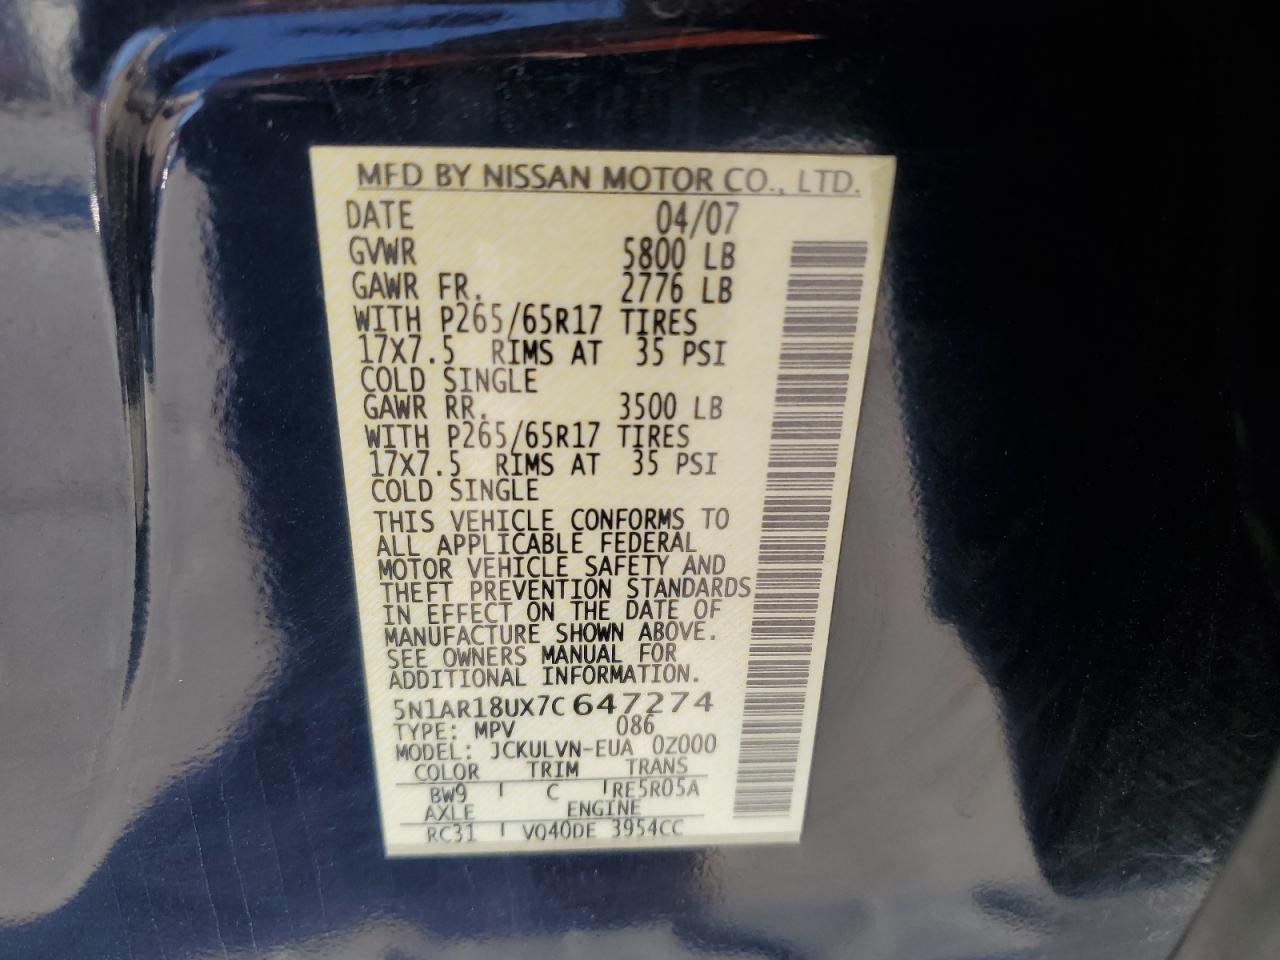 MFD BY NISSAN MOTOR CO., LTD.
DATE 04/07
GVWR 5800 LB
GAWR FR. 2776 LB
WITH P265/65R17 TIRES
17X7.5 RIMS AT 35 PSI
COLD SINGLE
GAWR RR. 3500 LB
WITH P265/65R17 TIRES
17X7.5 RIMS AT 35 PSI
COLD SINGLE
THIS VEHICLE CONFORMS TO
ALL APPLICABLE FEDERAL
MOTOR VEHICLE SAFETY AND
THEFT PREVENTION STANDARDS
IN EFFECT ON THE DATE OF
MANUFACTURE SHOWN ABOVE.
SEE OWNERS MANUAL FOR
ADDITIONAL INFORMATION.
5N1AR18UX7C647274
TYPE: MPV 086
MODEL: JCKULVN-EUA 0Z000
COLOR TRIM TRANS
BW9 C RE5R05A
AXLE ENGINE
RC31 VQ40DE 3954CC